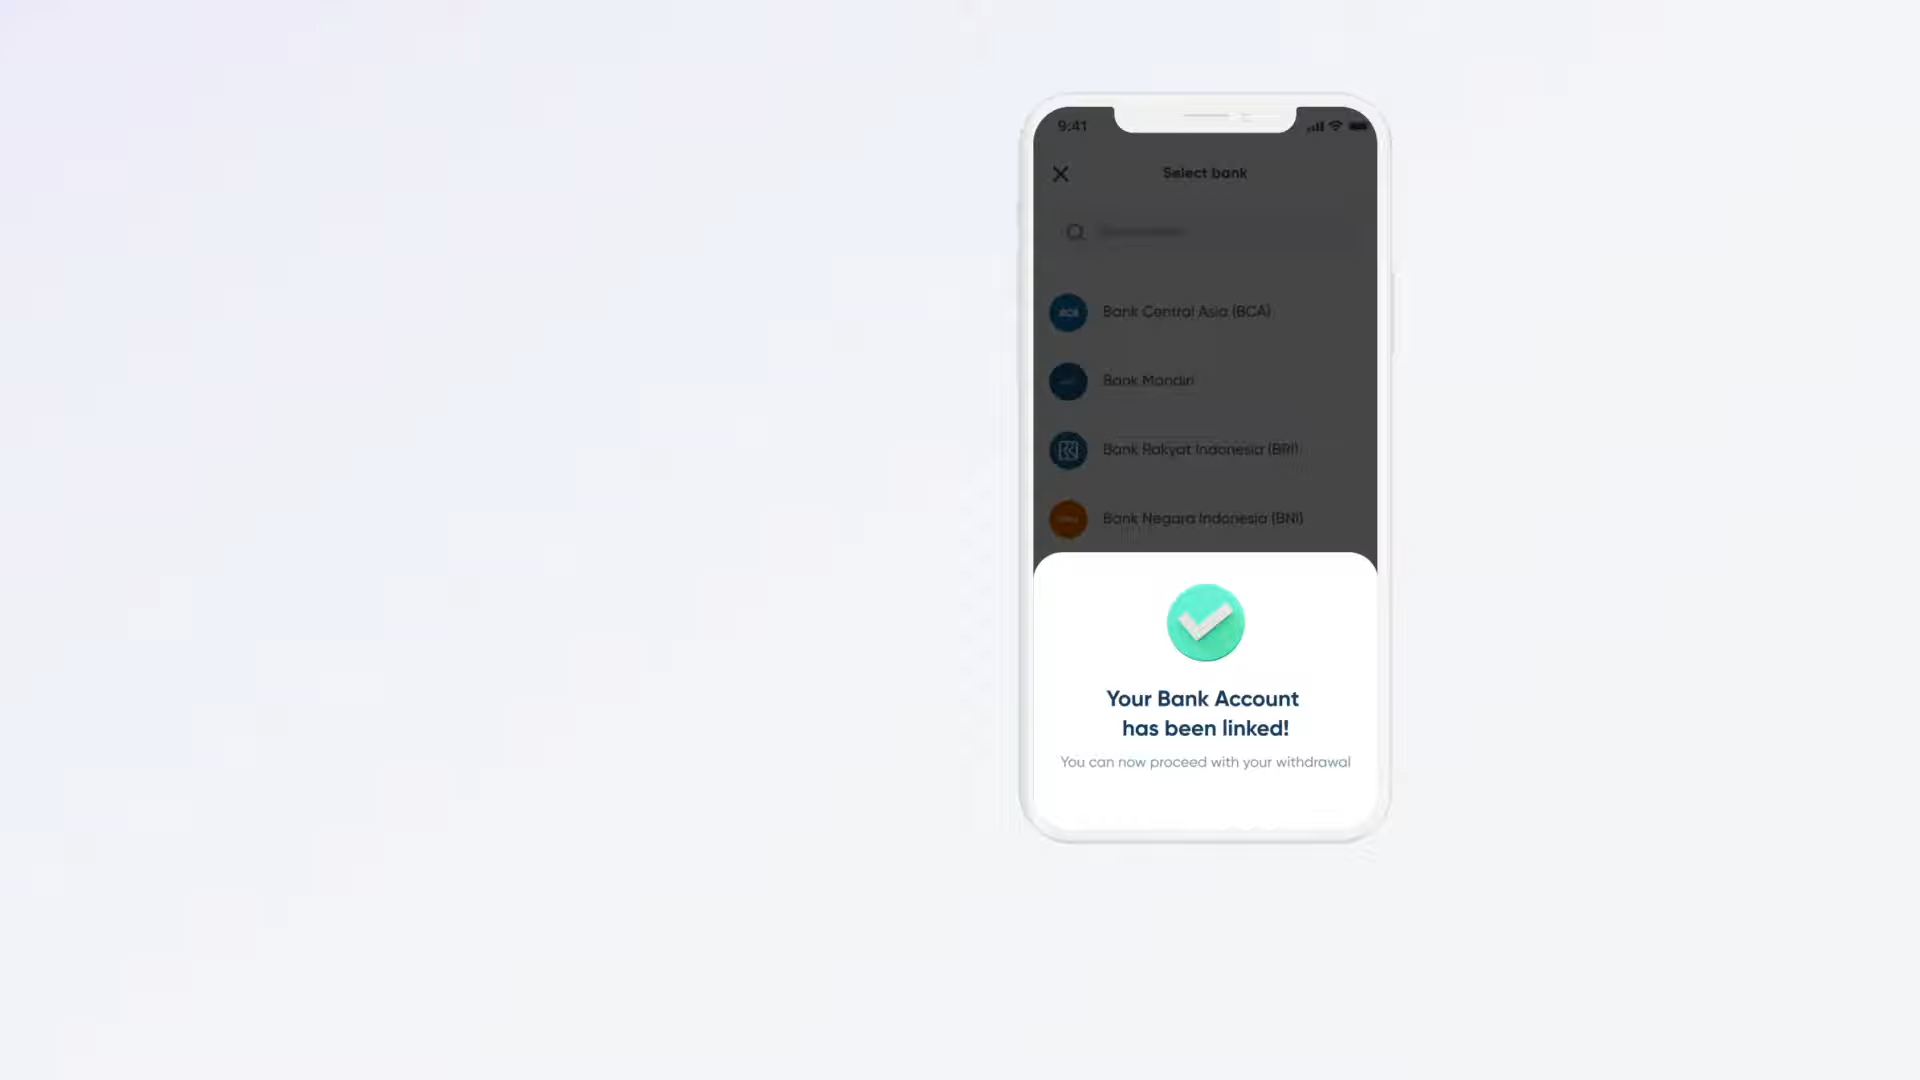 9:41
Select bank
Bank Central Asia (BCA)
Bank Mandiri
Bank Rakyat Indonesia (BRI)
Bank Negara Indonesia (BNI)
Your Bank Account
has been linked!
You can now proceed with your withdrawal